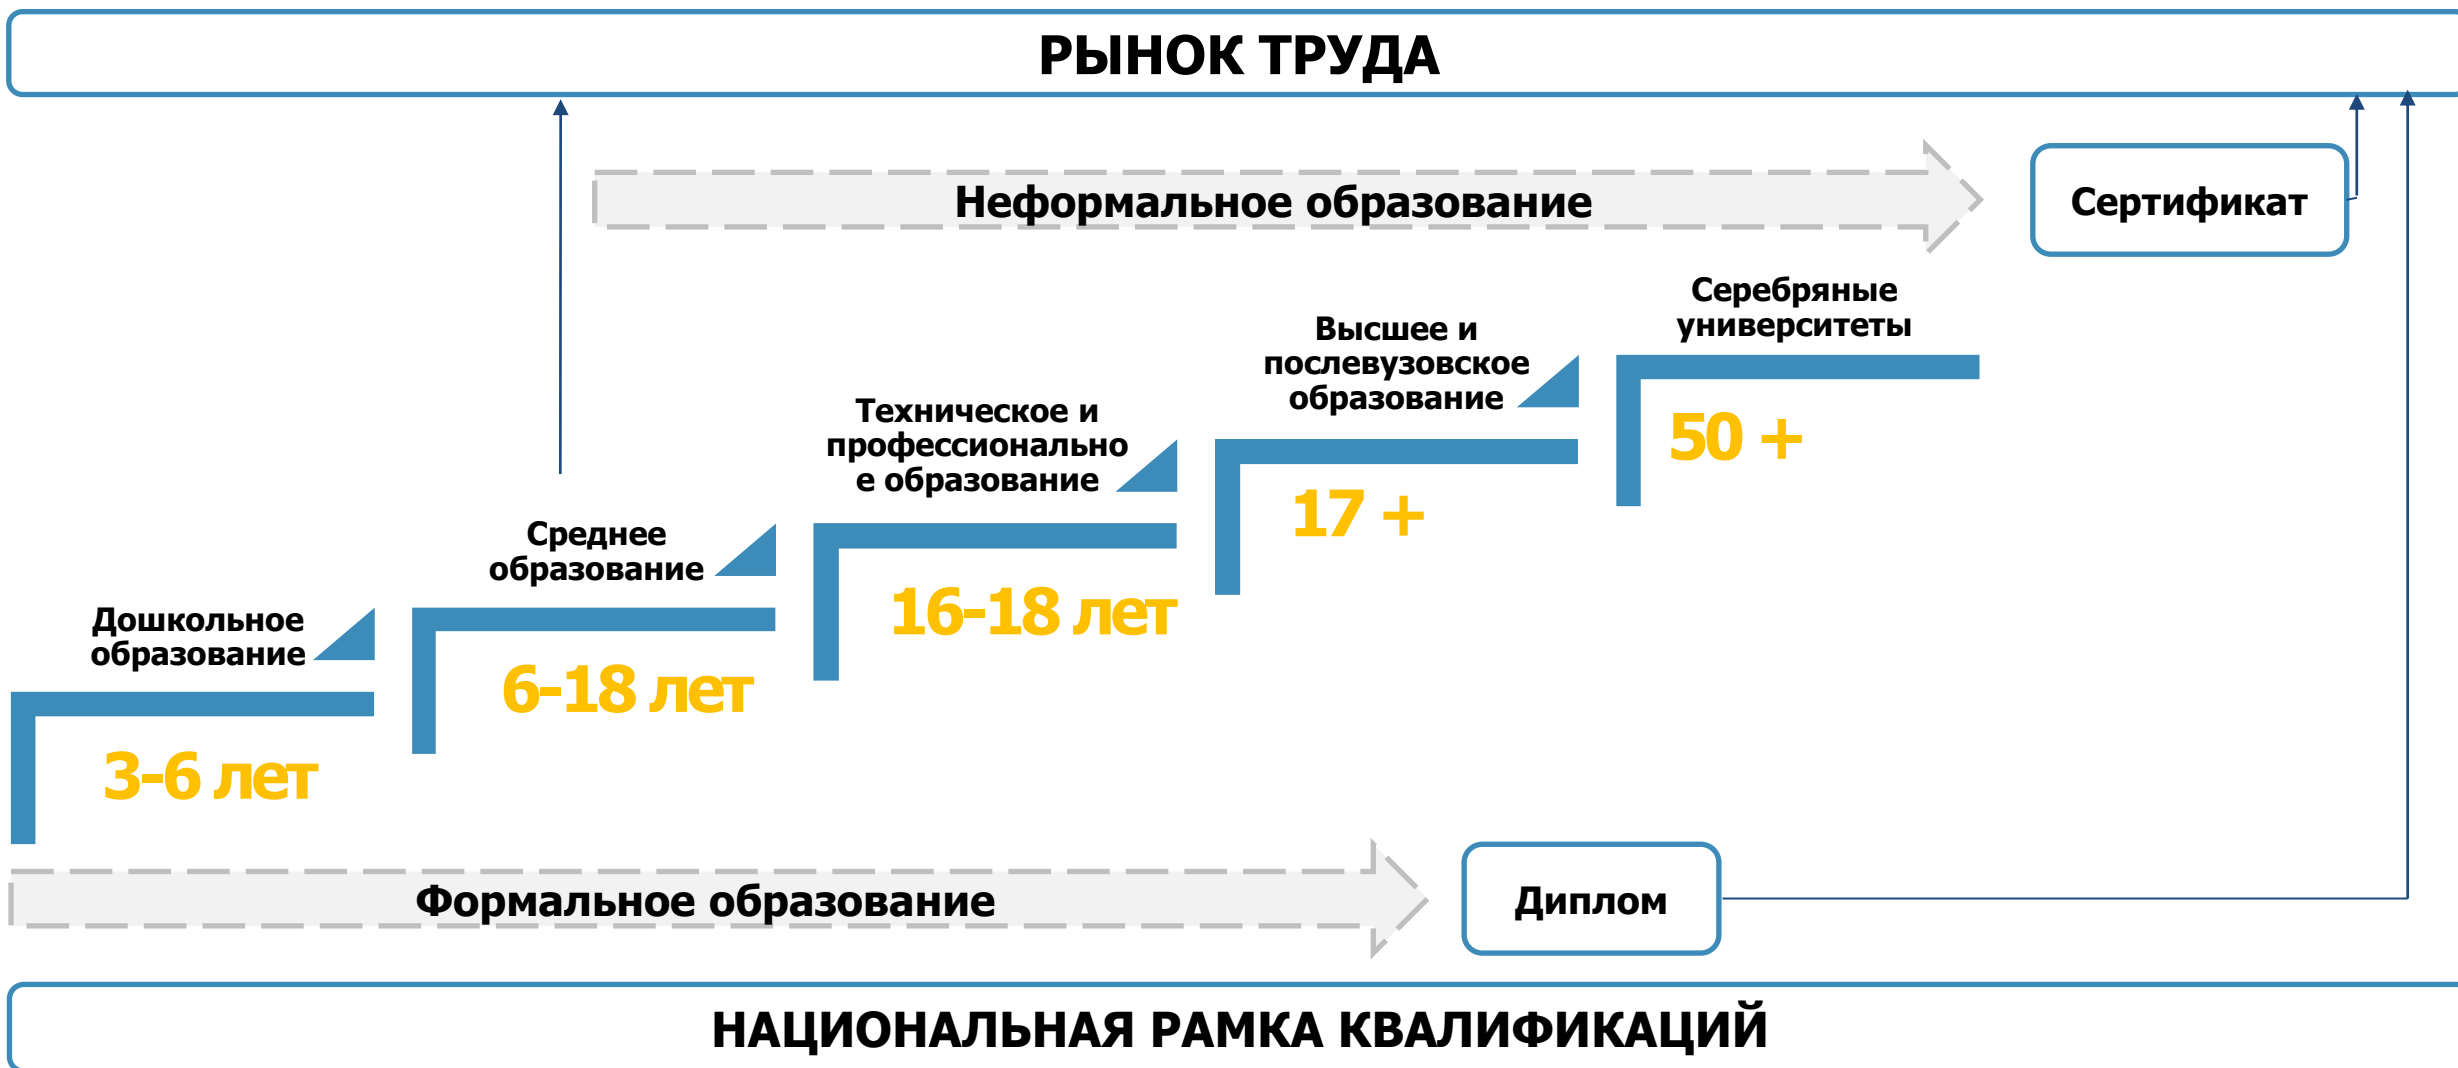 РЫНОК ТРУДА
Неформальное образование
Сертификат
Серебряные
университеты
50 +
Высшее и
послевузовское
образование
17 +
Техническое и
профессионально
е образование
16-18 лет
Среднее
образование
6-18 лет
Дошкольное
образование
3-6 лет
Формальное образование
Диплом
НАЦИОНАЛЬНАЯ РАМКА КВАЛИФИКАЦИЙ